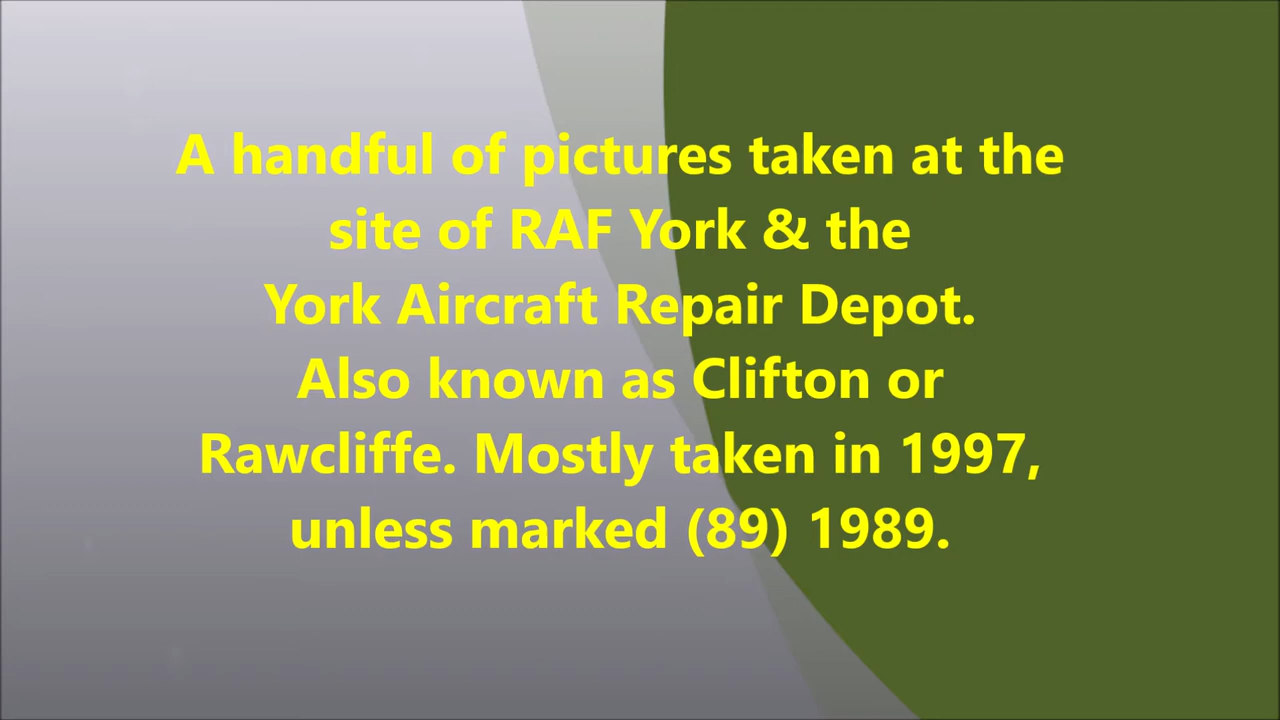 A handful of pictures taken at the
site of RAF York & the
York Aircraft Repair Depot.
Also known as Clifton or
Rawcliffe. Mostly taken in 1997,
unless marked (89) 1989.